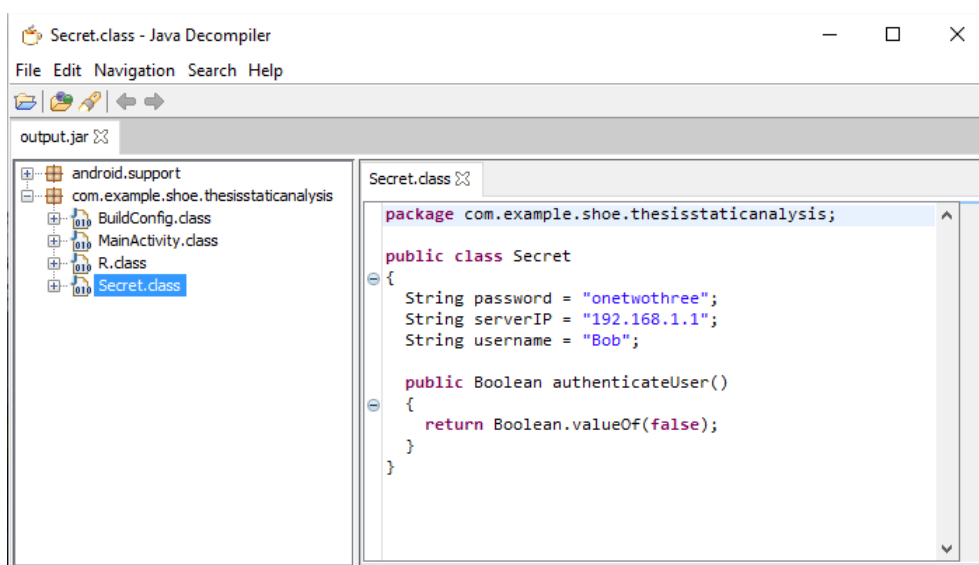 Secret.class - Java Decompiler
File Edit Navigation Search Help
output.jar
android.support
com.example.shoe.thesisstaticanalysis
BuildConfig.class
MainActivity.class
R.class
Secret.class
Secret.class
package com.example.shoe.thesisstaticanalysis;
public class Secret
{
String password = "onetwothree";
String serverIP = "192.168.1.1";
String username = "Bob";
public Boolean authenticateUser()
{
return Boolean.valueOf(false);
}
}